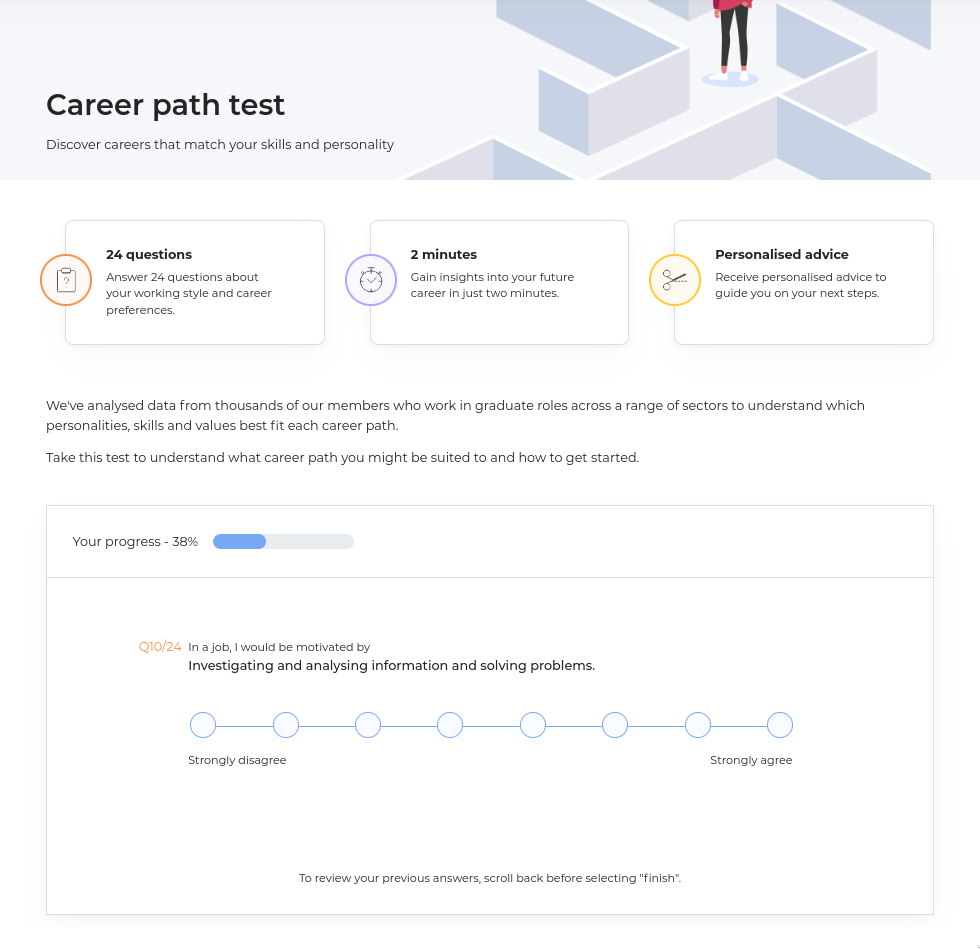 Career path test
Discover careers that match your skills and personality
24 questions
Answer 24 questions about
your working style and career
preferences.
2 minutes
Gain insights into your future
career in just two minutes.
Personalised advice
Receive personalised advice to
guide you on your next steps.
We've analysed data from thousands of our members who work in graduate roles across a range of sectors to understand which
personalities, skills and values best fit each career path.
Take this test to understand what career path you might be suited to and how to get started.
Your progress - 38%
Q10/24 In a job, I would be motivated by
Investigating and analysing information and solving problems.
Strongly disagree
Strongly agree
To review your previous answers, scroll back before selecting "finish".